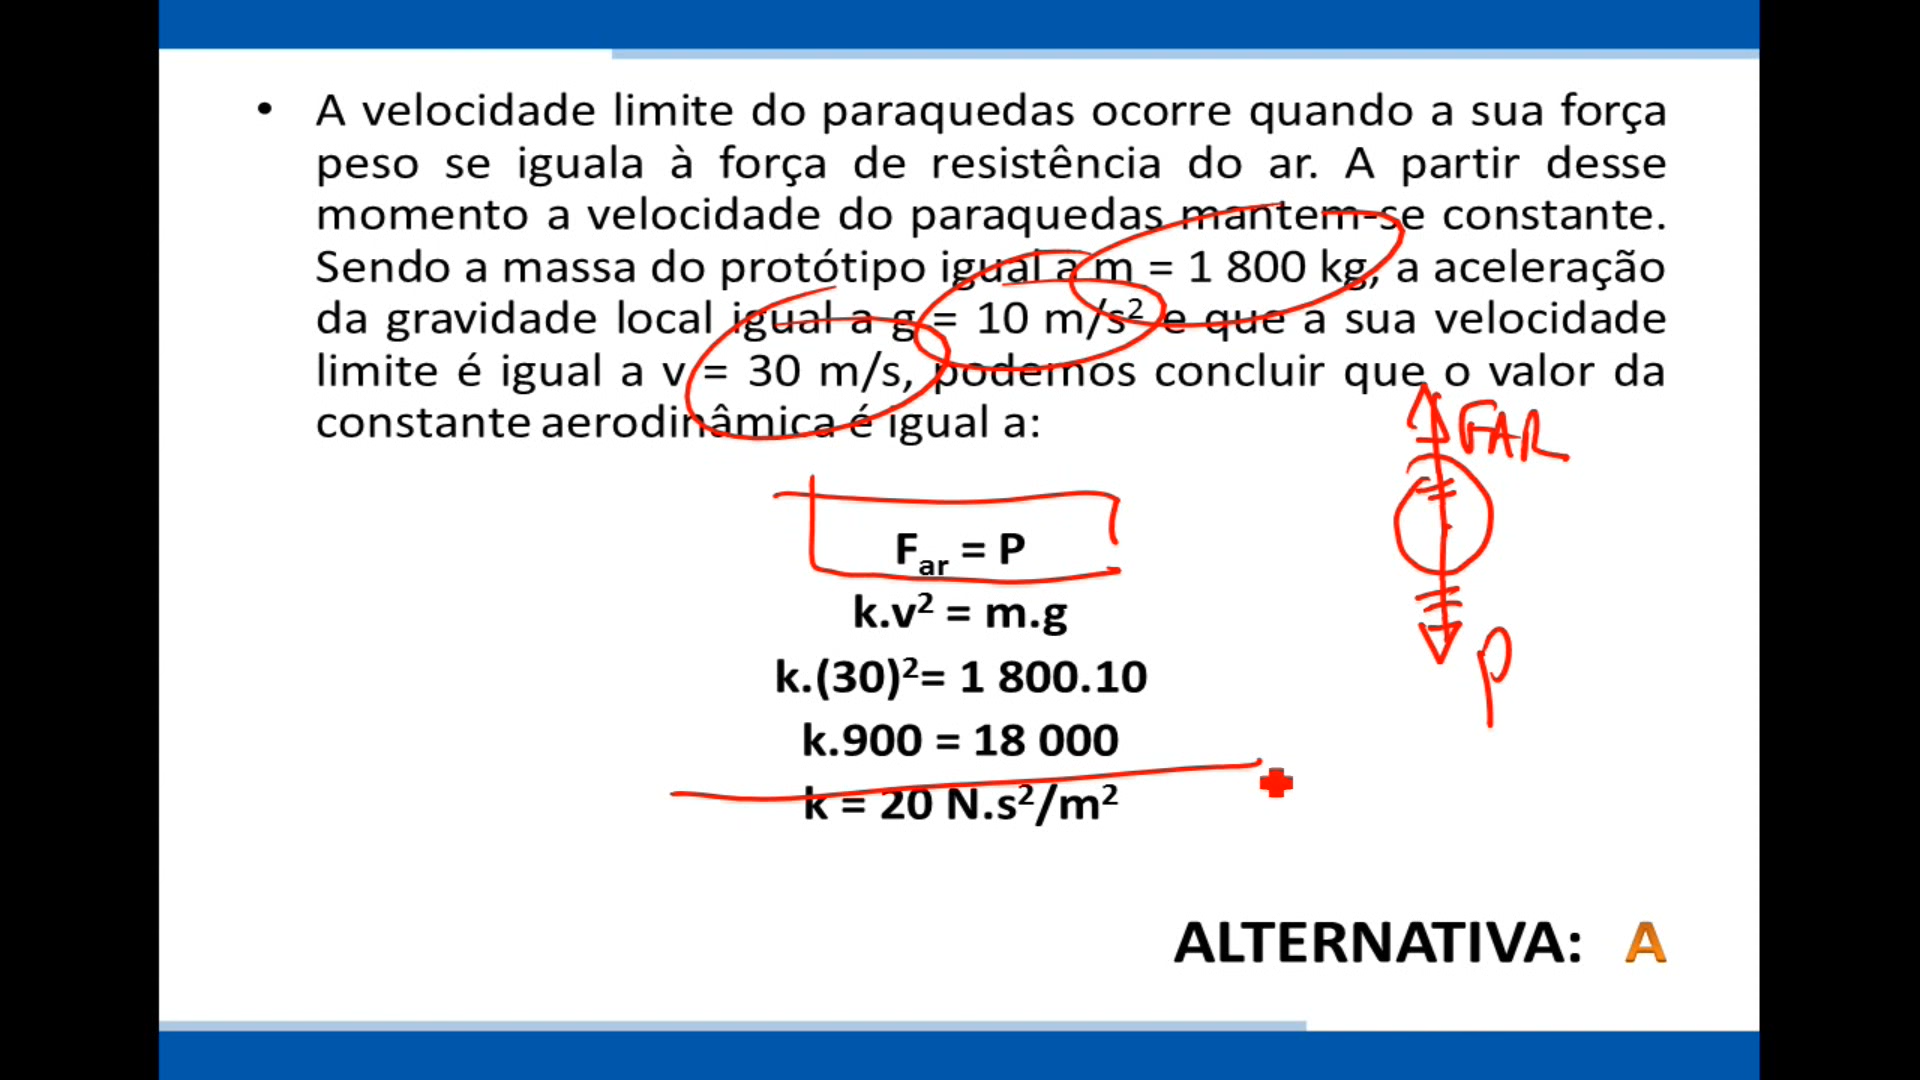 • A velocidade limite do paraquedas ocorre quando a sua força
peso se iguala à força de resistência do ar. A partir desse
momento a velocidade do paraquedas mantem-se constante.
Sendo a massa do protótipo igual a m = 1 800 kg, a aceleração
da gravidade local igual a g = 10 m/s² e que a sua velocidade
limite é igual a v = 30 m/s, podemos concluir que o valor da
constante aerodinâmica é igual a:
FAR
Far = P
k.v² = m.g
k.(30)²= 1 800.10
P
k.900 = 18 000
k = 20 N.s²/m²
ALTERNATIVA: A